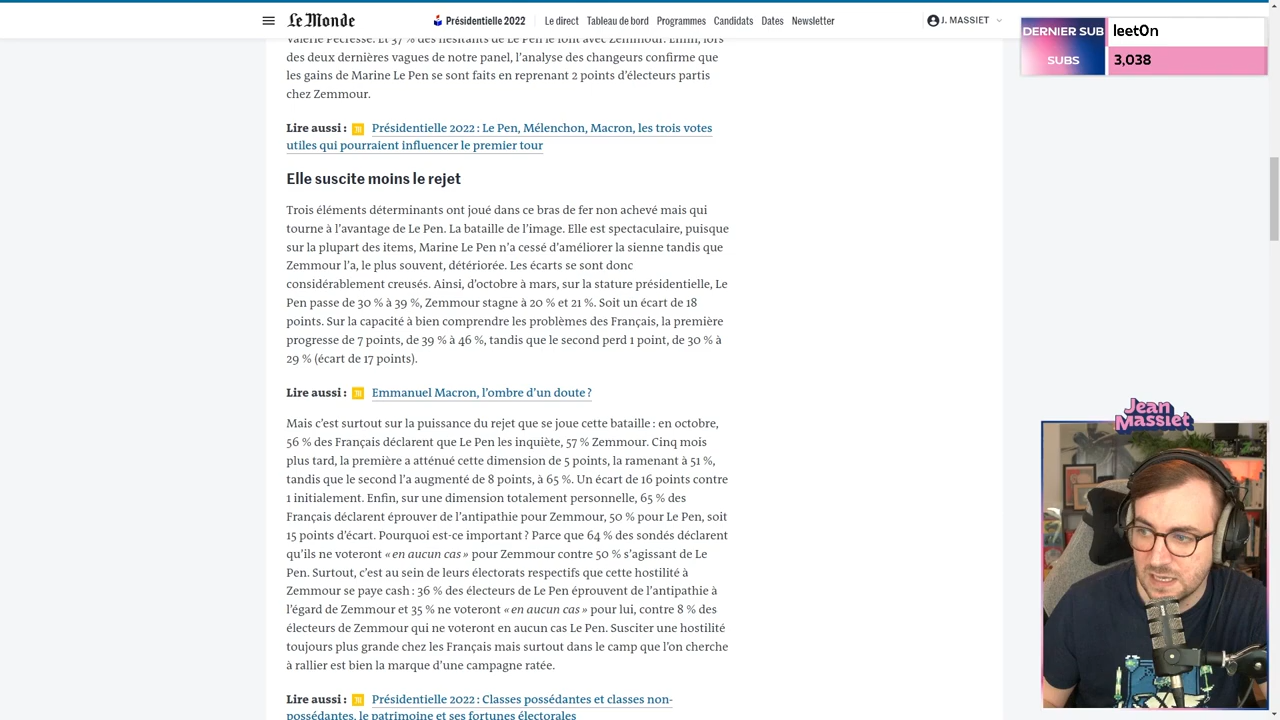 Le Monde
Présidentielle 2022
Le direct
Tableau de bord
Programmes
Candidats
Dates
Newsletter
J. MASSIET
DERNIER SUB
leet0n
SUBS
3,038
Valérie Pécresse. Et 37 % des hésitants de Le Pen le font avec Zemmour. Enfin, lors
des deux dernières vagues de notre panel, l'analyse des changeurs confirme que
les gains de Marine Le Pen se sont faits en reprenant 2 points d'électeurs partis
chez Zemmour.
Lire aussi : Présidentielle 2022 : Le Pen, Mélenchon, Macron, les trois votes
utiles qui pourraient influencer le premier tour
Elle suscite moins le rejet
Trois éléments déterminants ont joué dans ce bras de fer non achevé mais qui
tourne à l'avantage de Le Pen. La bataille de l'image. Elle est spectaculaire, puisque
sur la plupart des items, Marine Le Pen n'a cessé d'améliorer la sienne tandis que
Zemmour l'a, le plus souvent, détériorée. Les écarts se sont donc
considérablement creusés. Ainsi, d'octobre à mars, sur la stature présidentielle, Le
Pen passe de 30 % à 39 %, Zemmour stagne à 20 % et 21 %. Soit un écart de 18
points. Sur la capacité à bien comprendre les problèmes des Français, la première
progresse de 7 points, de 39 % à 46 %, tandis que le second perd 1 point, de 30 % à
29 % (écart de 17 points).
Lire aussi : Emmanuel Macron, l'ombre d'un doute ?
Mais c'est surtout sur la puissance du rejet que se joue cette bataille : en octobre,
56 % des Français déclarent que Le Pen les inquiète, 57 % Zemmour. Cinq mois
plus tard, la première a atténué cette dimension de 5 points, la ramenant à 51 %,
tandis que le second l'a augmenté de 8 points, à 65 %. Un écart de 16 points contre
1 initialement. Enfin, sur une dimension totalement personnelle, 65 % des
Français déclarent éprouver de l'antipathie pour Zemmour, 50 % pour Le Pen, soit
15 points d'écart. Pourquoi est-ce important ? Parce que 64 % des sondés déclarent
qu'ils ne voteront « en aucun cas » pour Zemmour contre 50 % s'agissant de Le
Pen. Surtout, c'est au sein de leurs électorats respectifs que cette hostilité à
Zemmour se paye cash : 36 % des électeurs de Le Pen éprouvent de l'antipathie à
l'égard de Zemmour et 35 % ne voteront « en aucun cas » pour lui, contre 8 % des
électeurs de Zemmour qui ne voteront en aucun cas Le Pen. Susciter une hostilité
toujours plus grande chez les Français mais surtout dans le camp que l'on cherche
à rallier est bien la marque d'une campagne ratée.
Lire aussi : Présidentielle 2022 : Classes possédantes et classes non-
possédantes, le patrimoine et ses fortunes électorales
Jean
Massiet